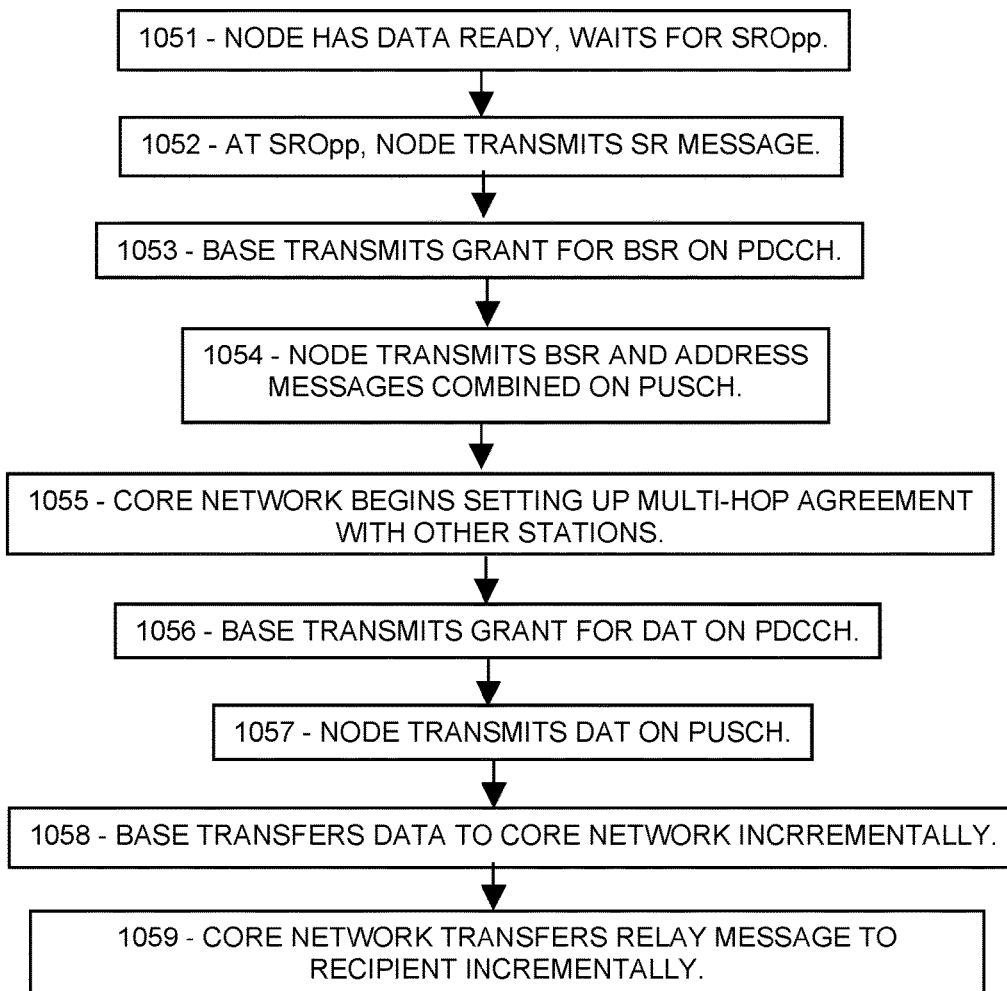 1051 - NODE HAS DATA READY, WAITS FOR SROpp.
1052 - AT SROpp, NODE TRANSMITS SR MESSAGE.
1053 - BASE TRANSMITS GRANT FOR BSR ON PDCCH.
1054 - NODE TRANSMITS BSR AND ADDRESS
MESSAGES COMBINED ON PUSCH.
1055 - CORE NETWORK BEGINS SETTING UP MULTI-HOP AGREEMENT
WITH OTHER STATIONS.
1056 - BASE TRANSMITS GRANT FOR DAT ON PDCCH.
1057 - NODE TRANSMITS DAT ON PUSCH.
1058 - BASE TRANSFERS DATA TO CORE NETWORK INCRREMENTALLY.
1059 - CORE NETWORK TRANSFERS RELAY MESSAGE TO
RECIPIENT INCREMENTALLY.